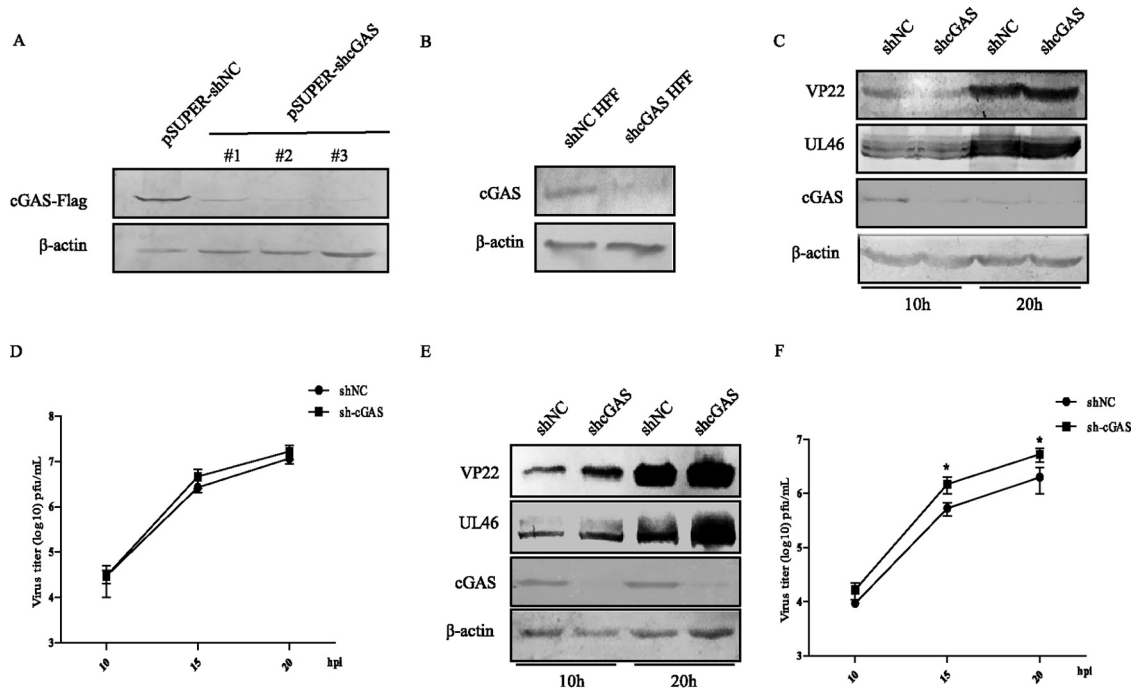 A
pSUPER-shNC
pSUPER-shcGAS
#1 #2 #3
cGAS-Flag
β-actin
B
shNC HFF
shcGAS HFF
cGAS
β-actin
C
shNC shcGAS shNC shcGAS
VP22
UL46
cGAS
β-actin
10h 20h
D
shNC
sh-cGAS
Virus titer (log10) pfu/mL
8
7
6
5
4
3
10 15 20 hpi
E
shNC shcGAS shNC shcGAS
VP22
UL46
cGAS
β-actin
10h 20h
F
shNC
sh-cGAS
Virus titer (log10) pfu/mL
7
6
5
4
3
* *
10 15 20 hpi